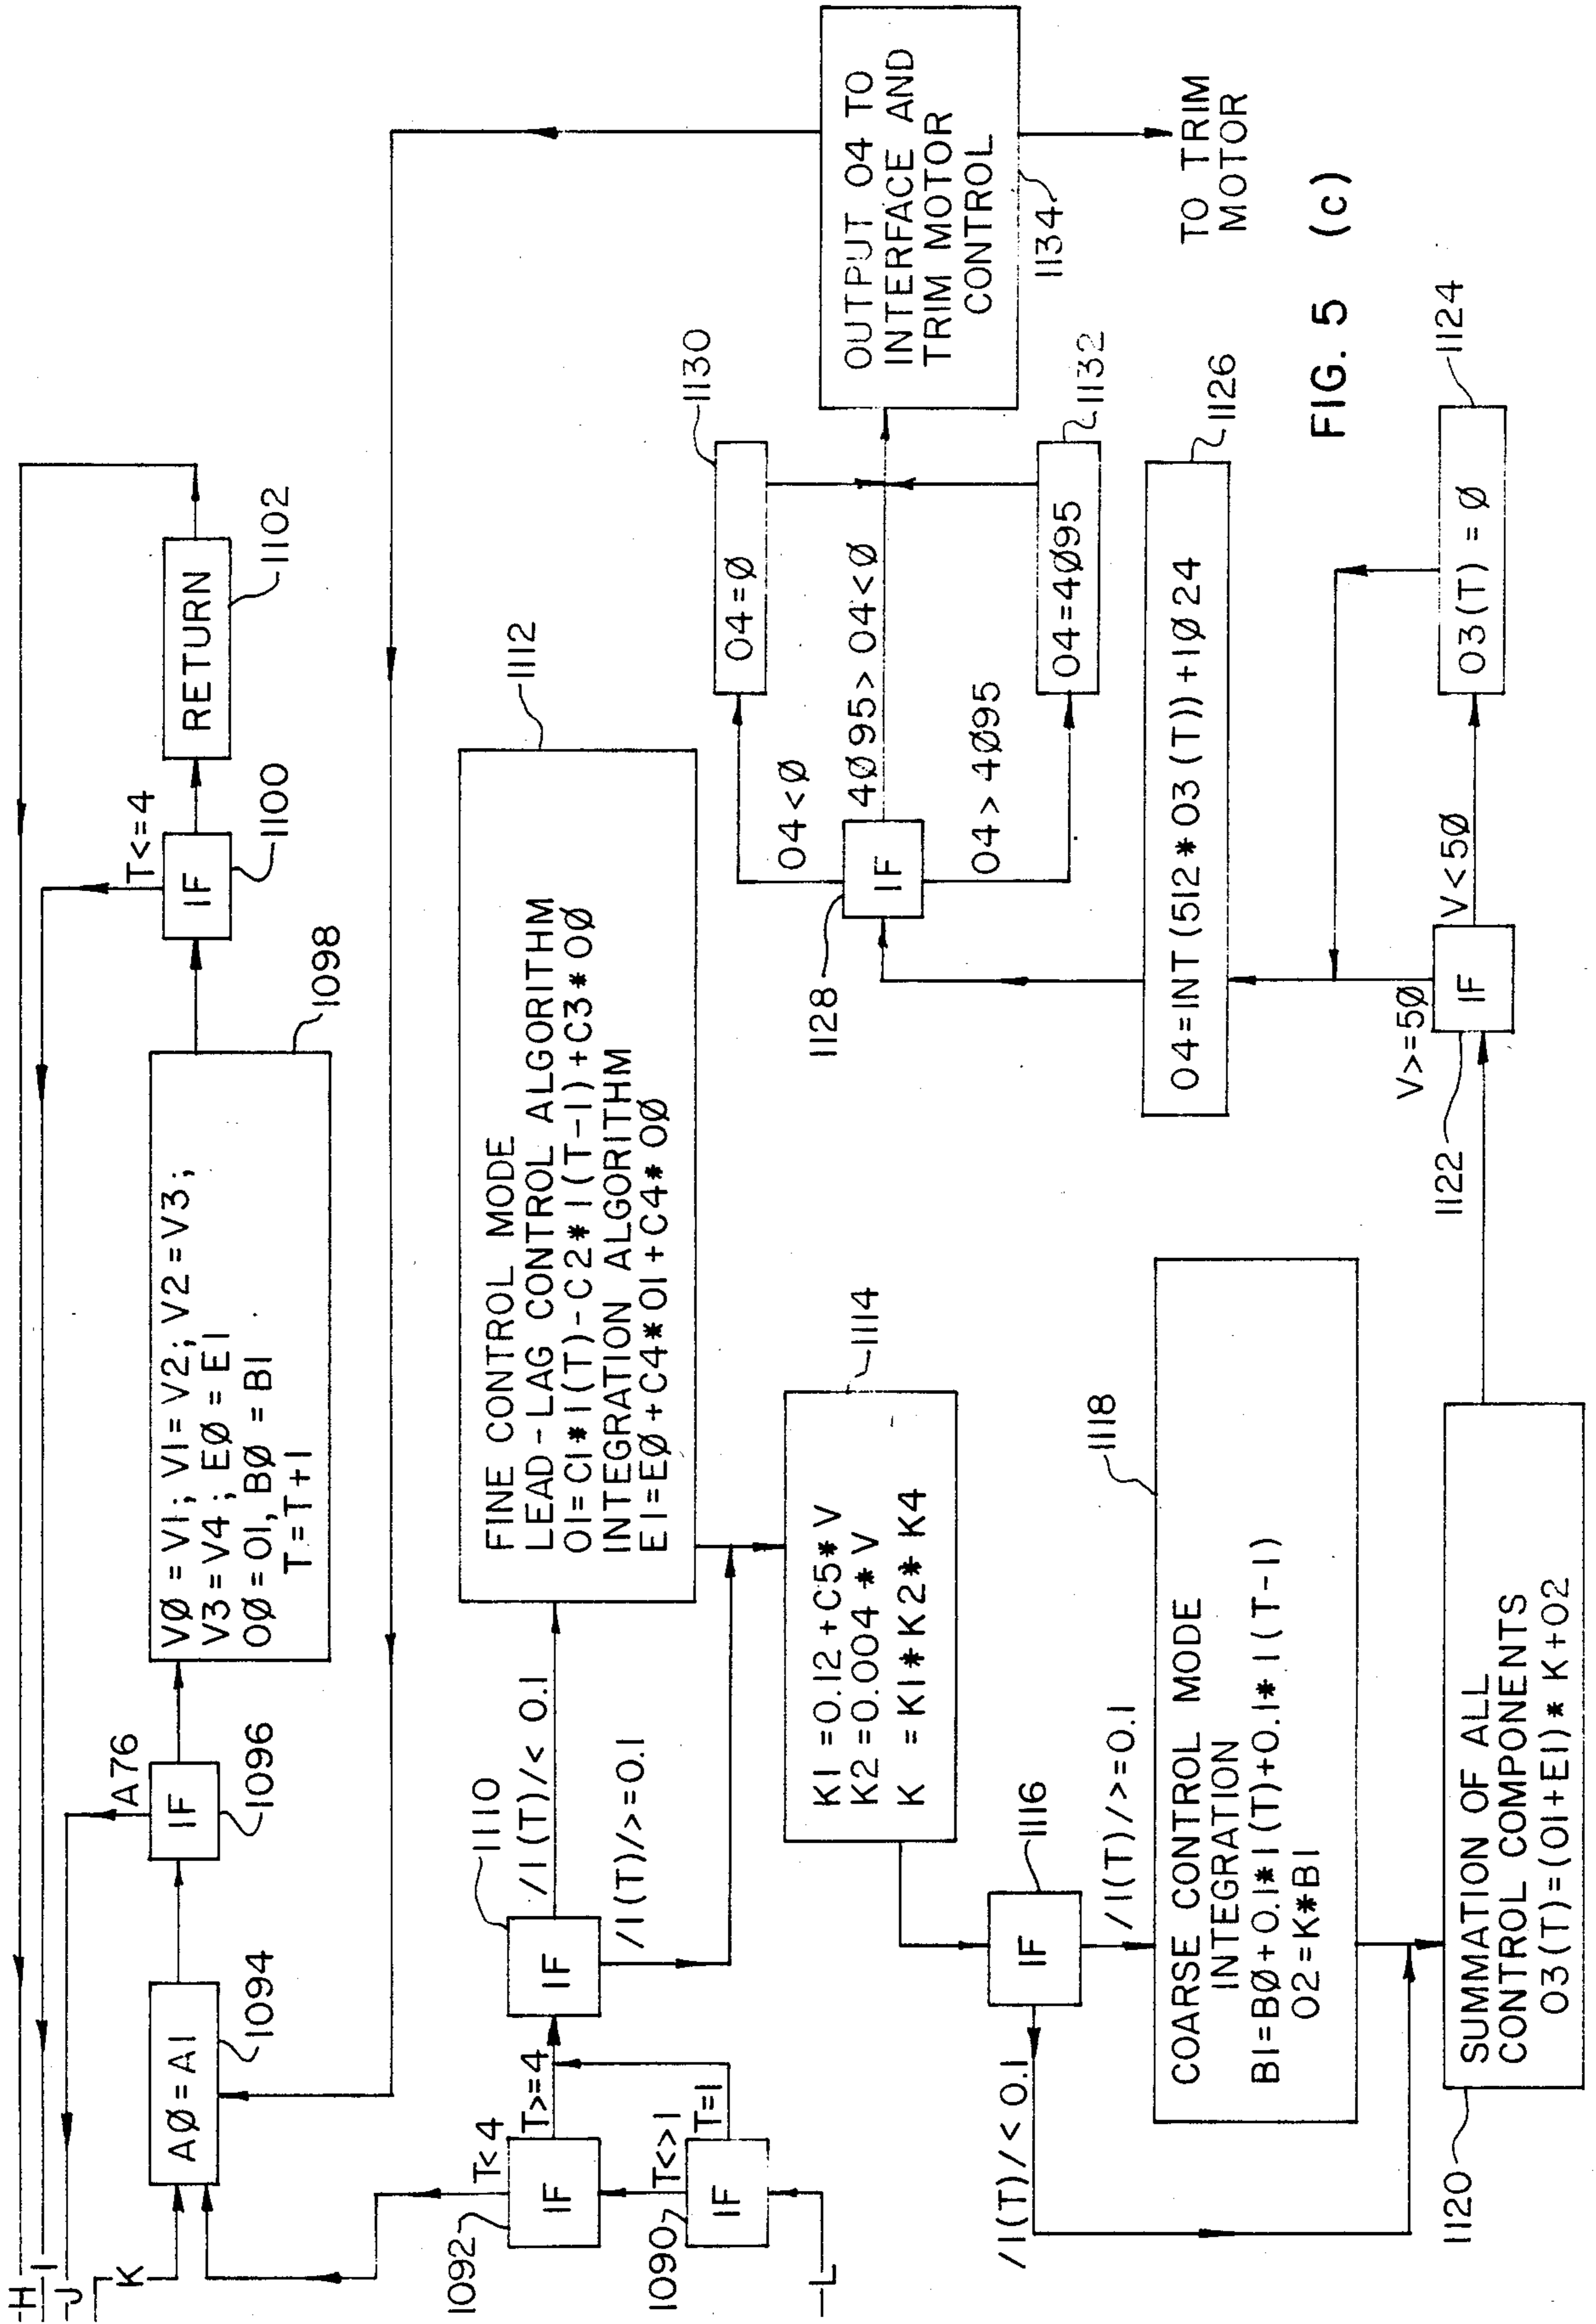 H
I
J
K
AØ=A1
1094
IF
A76
1096
VØ = V1; V1 = V2; V2 = V3;
V3 = V4; EØ = E1
OØ = O1, BØ = B1
T = T+1
1098
IF
T<=4
1100
RETURN
1102
L
IF
1090
T<>1
T=1
IF
1092
T<4
T>=4
IF
1110
/I(T)/< 0.1
/I(T)/>=0.1
FINE CONTROL MODE
LEAD-LAG CONTROL ALGORITHM
O1=C1*I(T)-C2*I(T-1)+C3*OØ
INTEGRATION ALGORITHM
E1=EØ+C4*O1+C4*OØ
1112
K1=0.12+C5*V
K2=0.004*V
K =K1*K2*K4
1114
IF
1116
/I(T)/>=0.1
/I(T)/<0.1
COARSE CONTROL MODE
INTEGRATION
B1=BØ+0.1*I(T)+0.1*I(T-1)
O2=K*B1
1118
SUMMATION OF ALL
CONTROL COMPONENTS
O3(T)=(O1+E1)*K+O2
1120
IF
1122
V>=5Ø
V<5Ø
O3(T)=Ø
1124
O4=INT(512*O3(T))+1Ø24
1126
IF
1128
O4<Ø
4Ø95>O4<Ø
O4>4Ø95
O4=Ø
1130
O4=4Ø95
1132
OUTPUT O4 TO
INTERFACE AND
TRIM MOTOR
CONTROL
1134
TO TRIM
MOTOR
FIG. 5 (c)